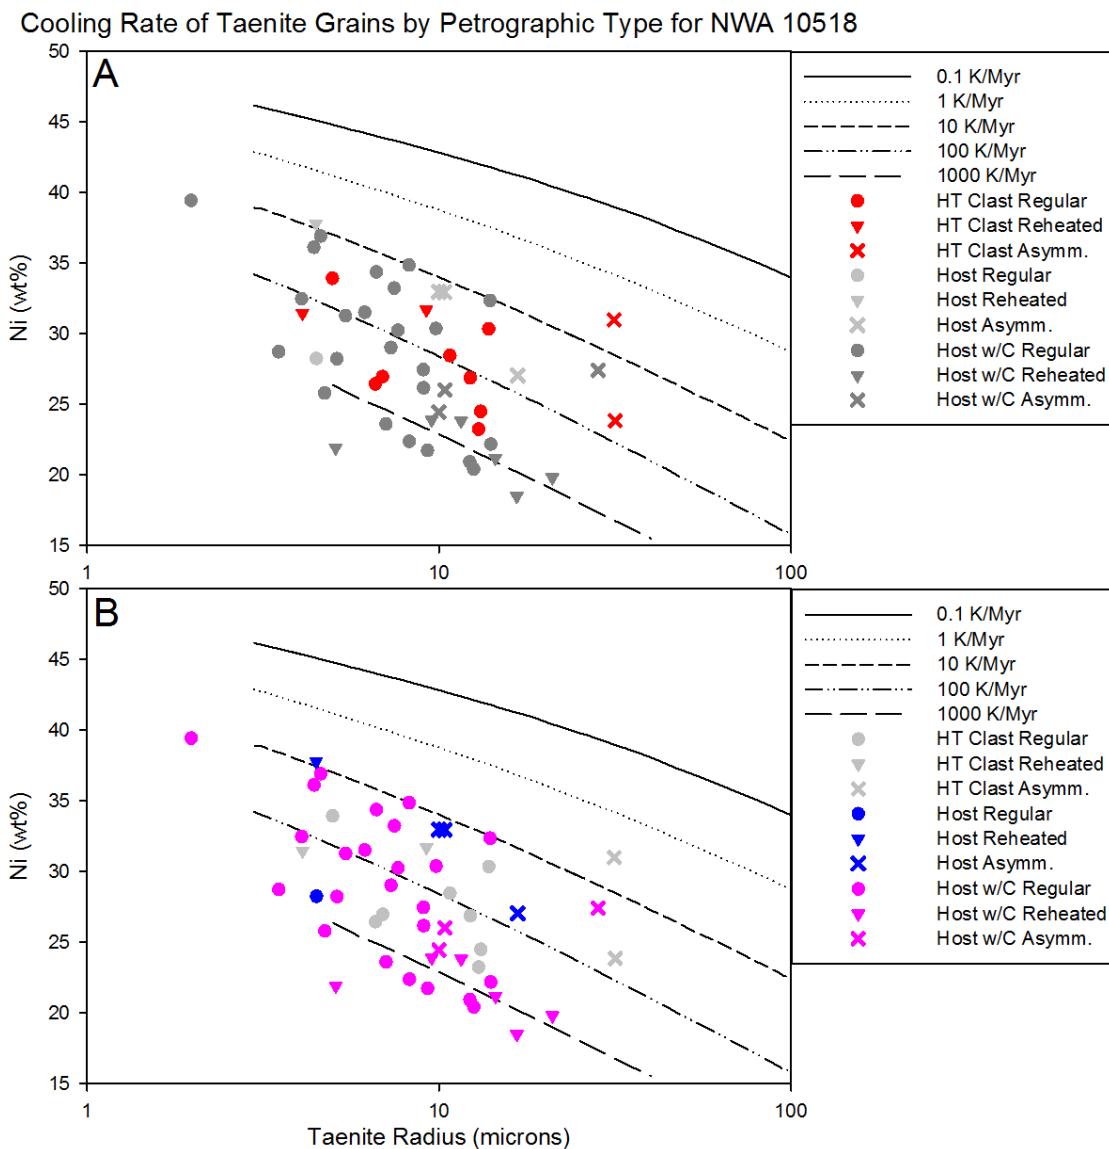 Cooling Rate of Taenite Grains by Petrographic Type for NWA 10518
A
50
45
40
35
30
25
20
15
Ni (wt%)
1
10
100
0.1 K/Myr
1 K/Myr
10 K/Myr
100 K/Myr
1000 K/Myr
HT Clast Regular
HT Clast Reheated
HT Clast Asymm.
Host Regular
Host Reheated
Host Asymm.
Host w/C Regular
Host w/C Reheated
Host w/C Asymm.
B
50
45
40
35
30
25
20
15
Ni (wt%)
1
10
100
Taenite Radius (microns)
0.1 K/Myr
1 K/Myr
10 K/Myr
100 K/Myr
1000 K/Myr
HT Clast Regular
HT Clast Reheated
HT Clast Asymm.
Host Regular
Host Reheated
Host Asymm.
Host w/C Regular
Host w/C Reheated
Host w/C Asymm.